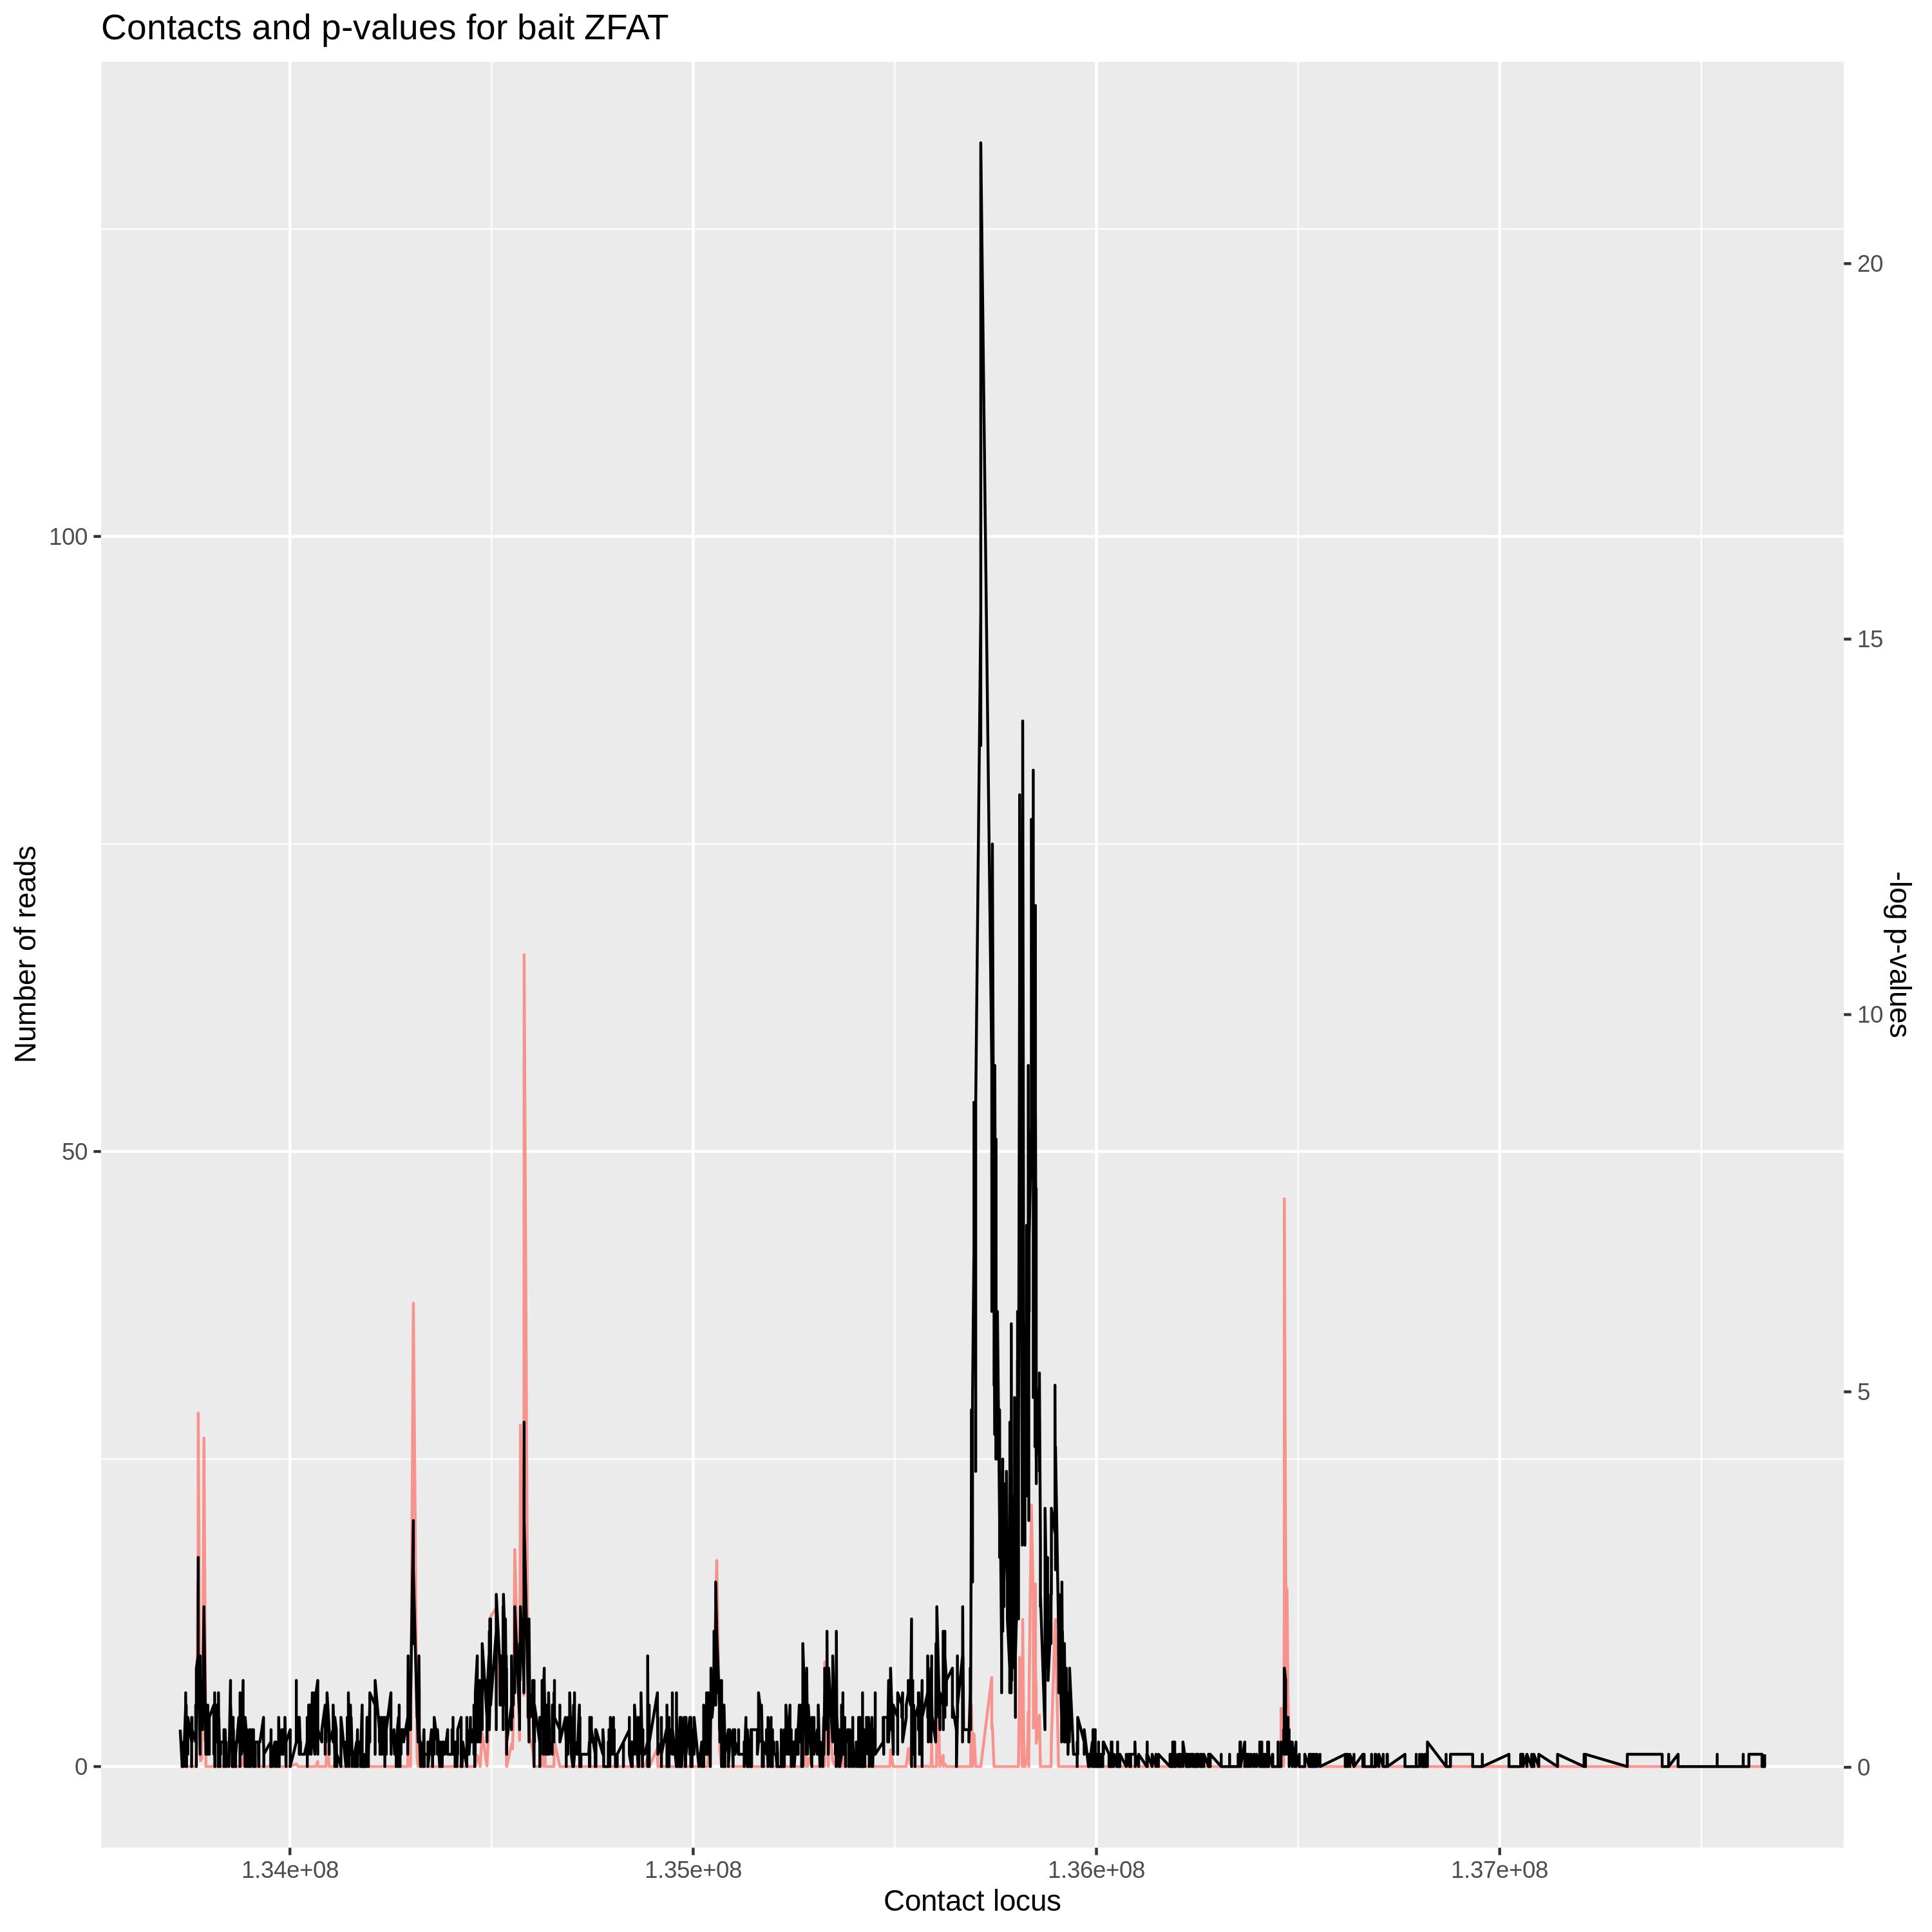 Contacts and p-values for bait ZFAT
Number of reads
100
50
0
20
15
10
5
0
-log p-values
1.34e+08
1.35e+08
1.36e+08
1.37e+08
Contact locus